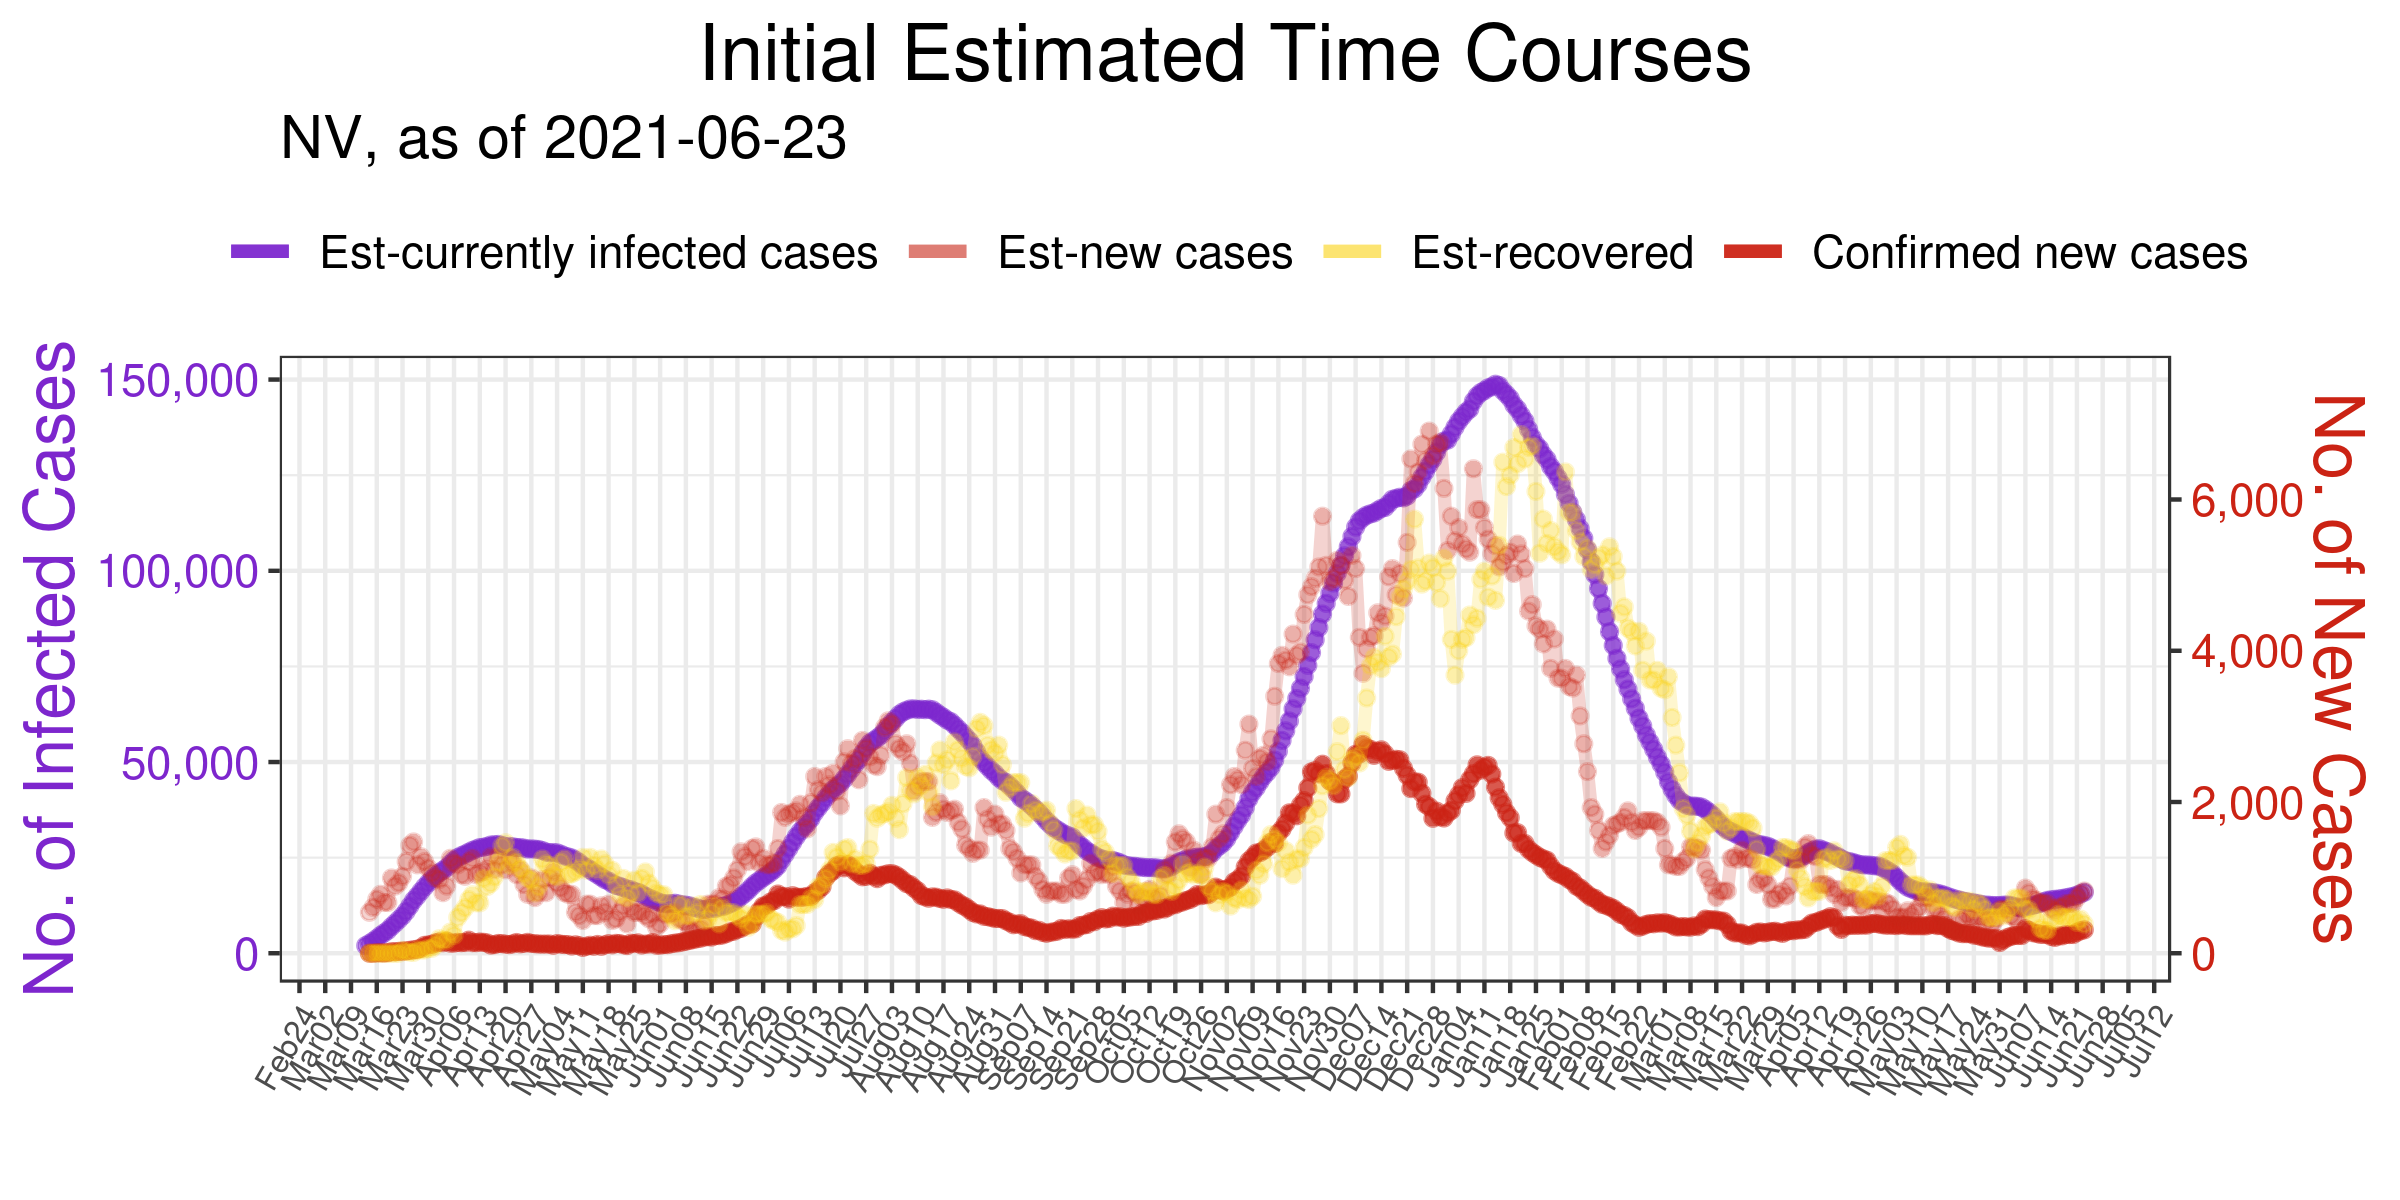 Initial Estimated Time Courses
NV, as of 2021-06-23
Est-currently infected cases Est-new cases Est-recovered Confirmed new cases
No. of Infected Cases
150,000
100,000
50,000
0
6,000
4,000
2,000
0
No. of New Cases
Feb24 Mar02 Mar09 Mar16 Mar23 Mar30 Apr06 Apr13 Apr20 Apr27 May04 May11 May18 May25 Jun01 Jun08 Jun15 Jun22 Jun29 Jul06 Jul13 Jul20 Jul27 Aug03 Aug10 Aug17 Aug24 Aug31 Sep07 Sep14 Sep21 Sep28 Oct05 Oct12 Oct19 Oct26 Nov02 Nov09 Nov16 Nov23 Nov30 Dec07 Dec14 Dec21 Dec28 Jan04 Jan11 Jan18 Jan25 Feb01 Feb08 Feb15 Feb22 Mar01 Mar08 Mar15 Mar22 Mar29 Apr05 Apr12 Apr19 Apr26 May03 May10 May17 May24 May31 Jun07 Jun14 Jun21 Jun28 Jul05 Jul12